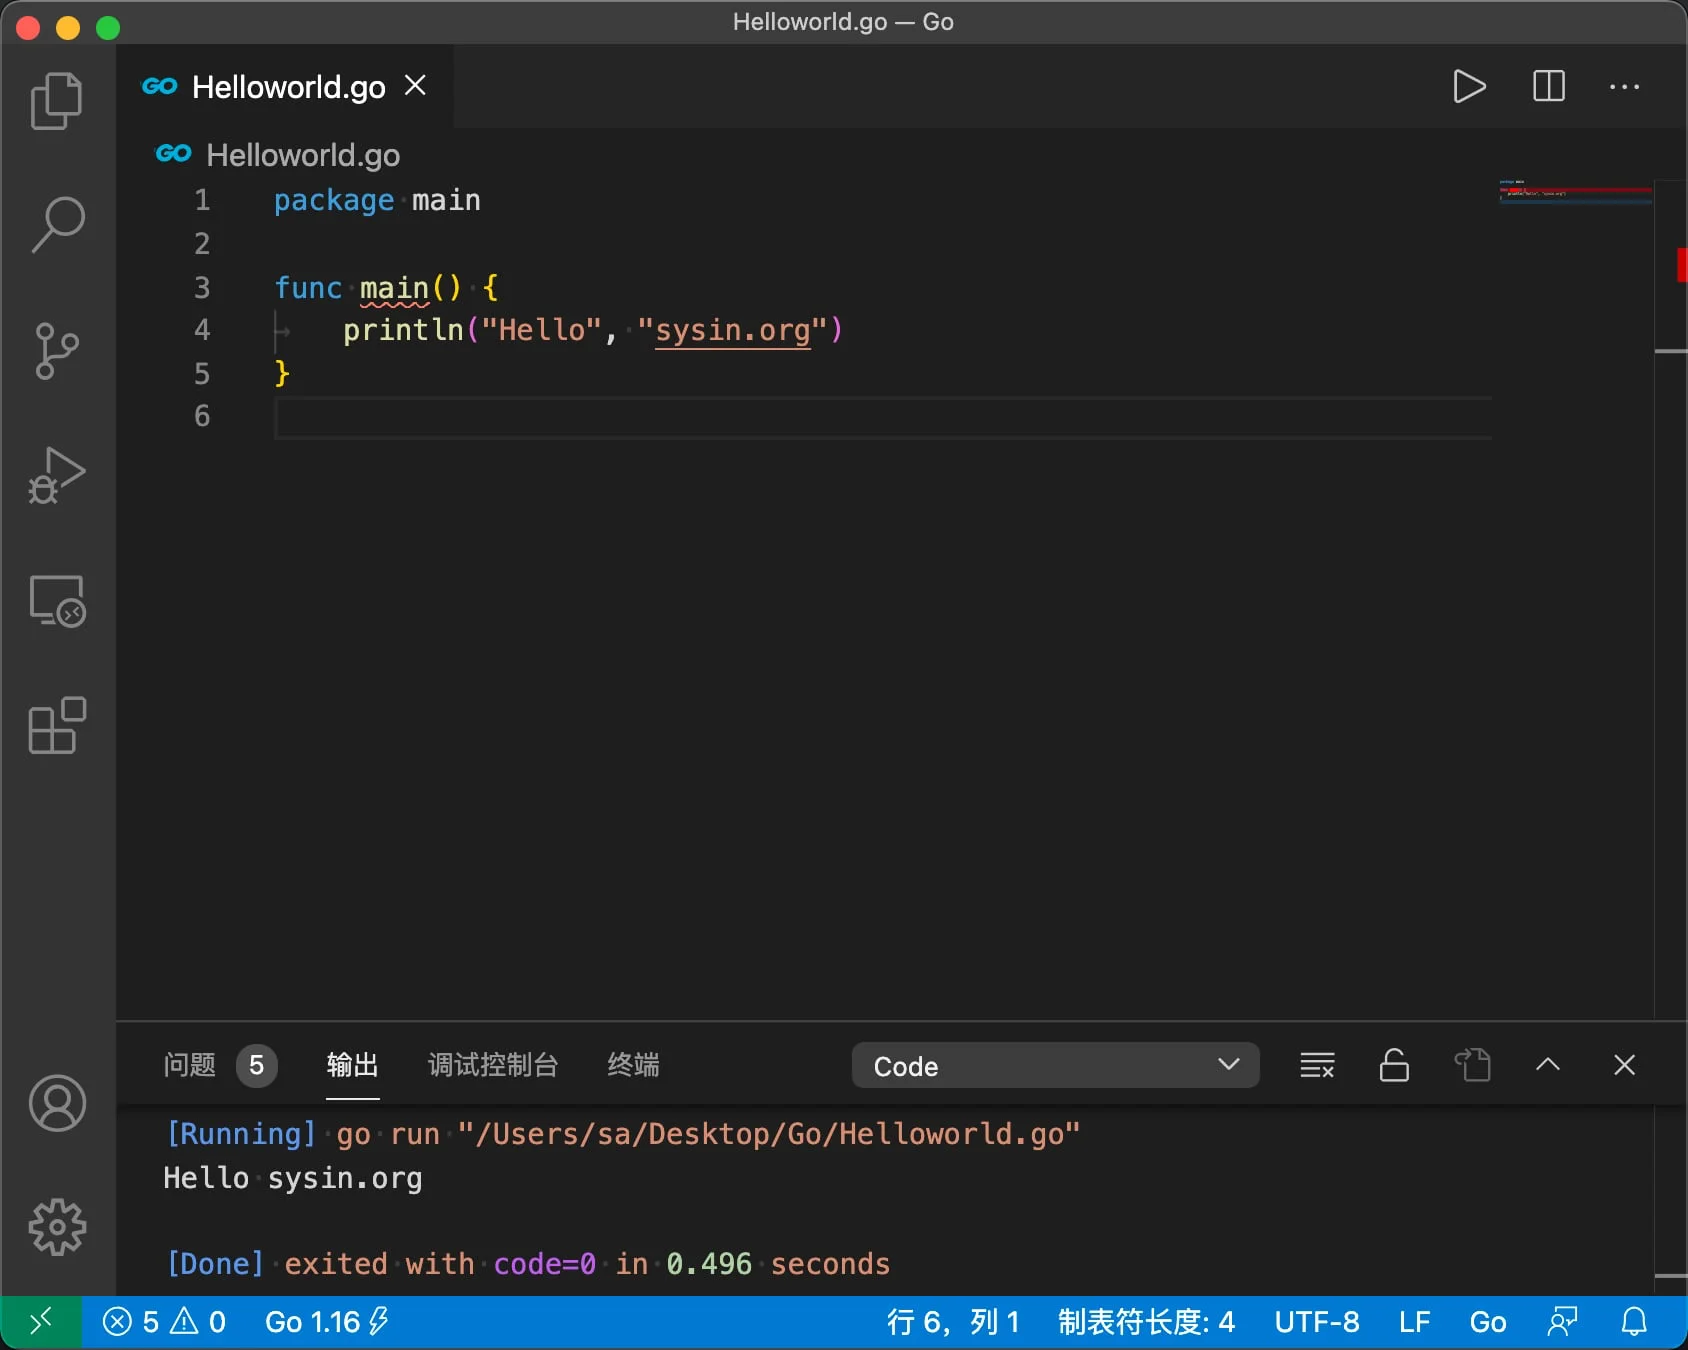 Helloworld.go — Go
GO Helloworld.go
GO Helloworld.go
1 package main
2
3 func main() {
4 println("Hello", "sysin.org")
5 }
6
问题 5 输出 调试控制台 终端 Code
[Running] go run "/Users/sa/Desktop/Go/Helloworld.go"
Hello sysin.org
[Done] exited with code=0 in 0.496 seconds
5 0 Go 1.16 行 6，列 1 制表符长度: 4 UTF-8 LF Go